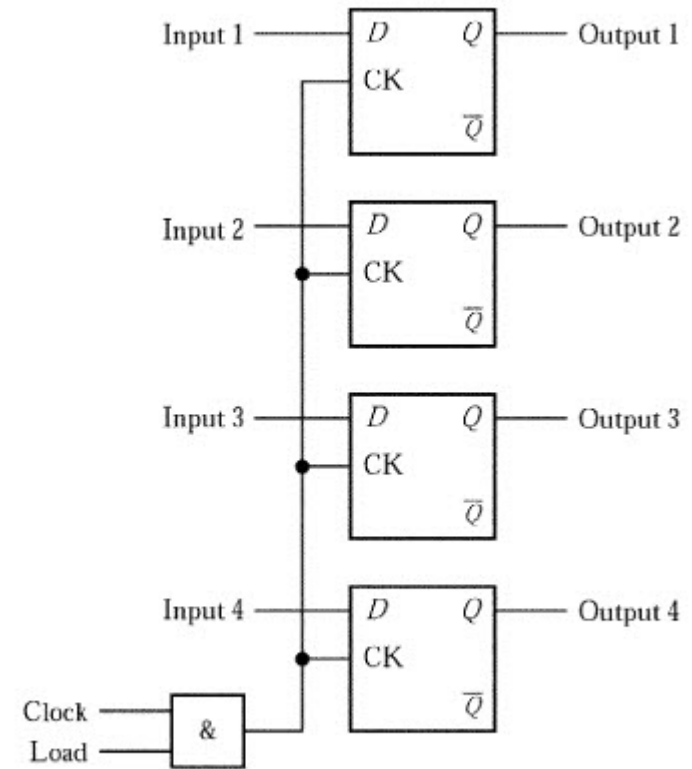 Input 1 D Q Output 1
CK
Q̅
Input 2 D Q Output 2
CK
Q̅
Input 3 D Q Output 3
CK
Q̅
Input 4 D Q Output 4
CK
Q̅
Clock
&
Load